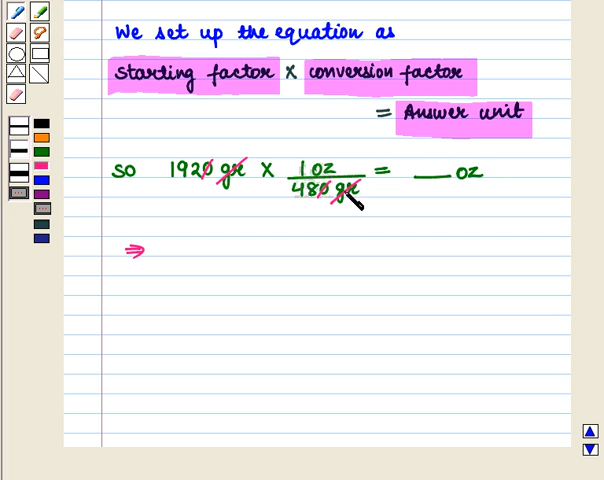 We set up the equation as
starting factor × conversion factor
= Answer unit
so 1920 gr × 1 oz / 480 gr = __ oz
⇒